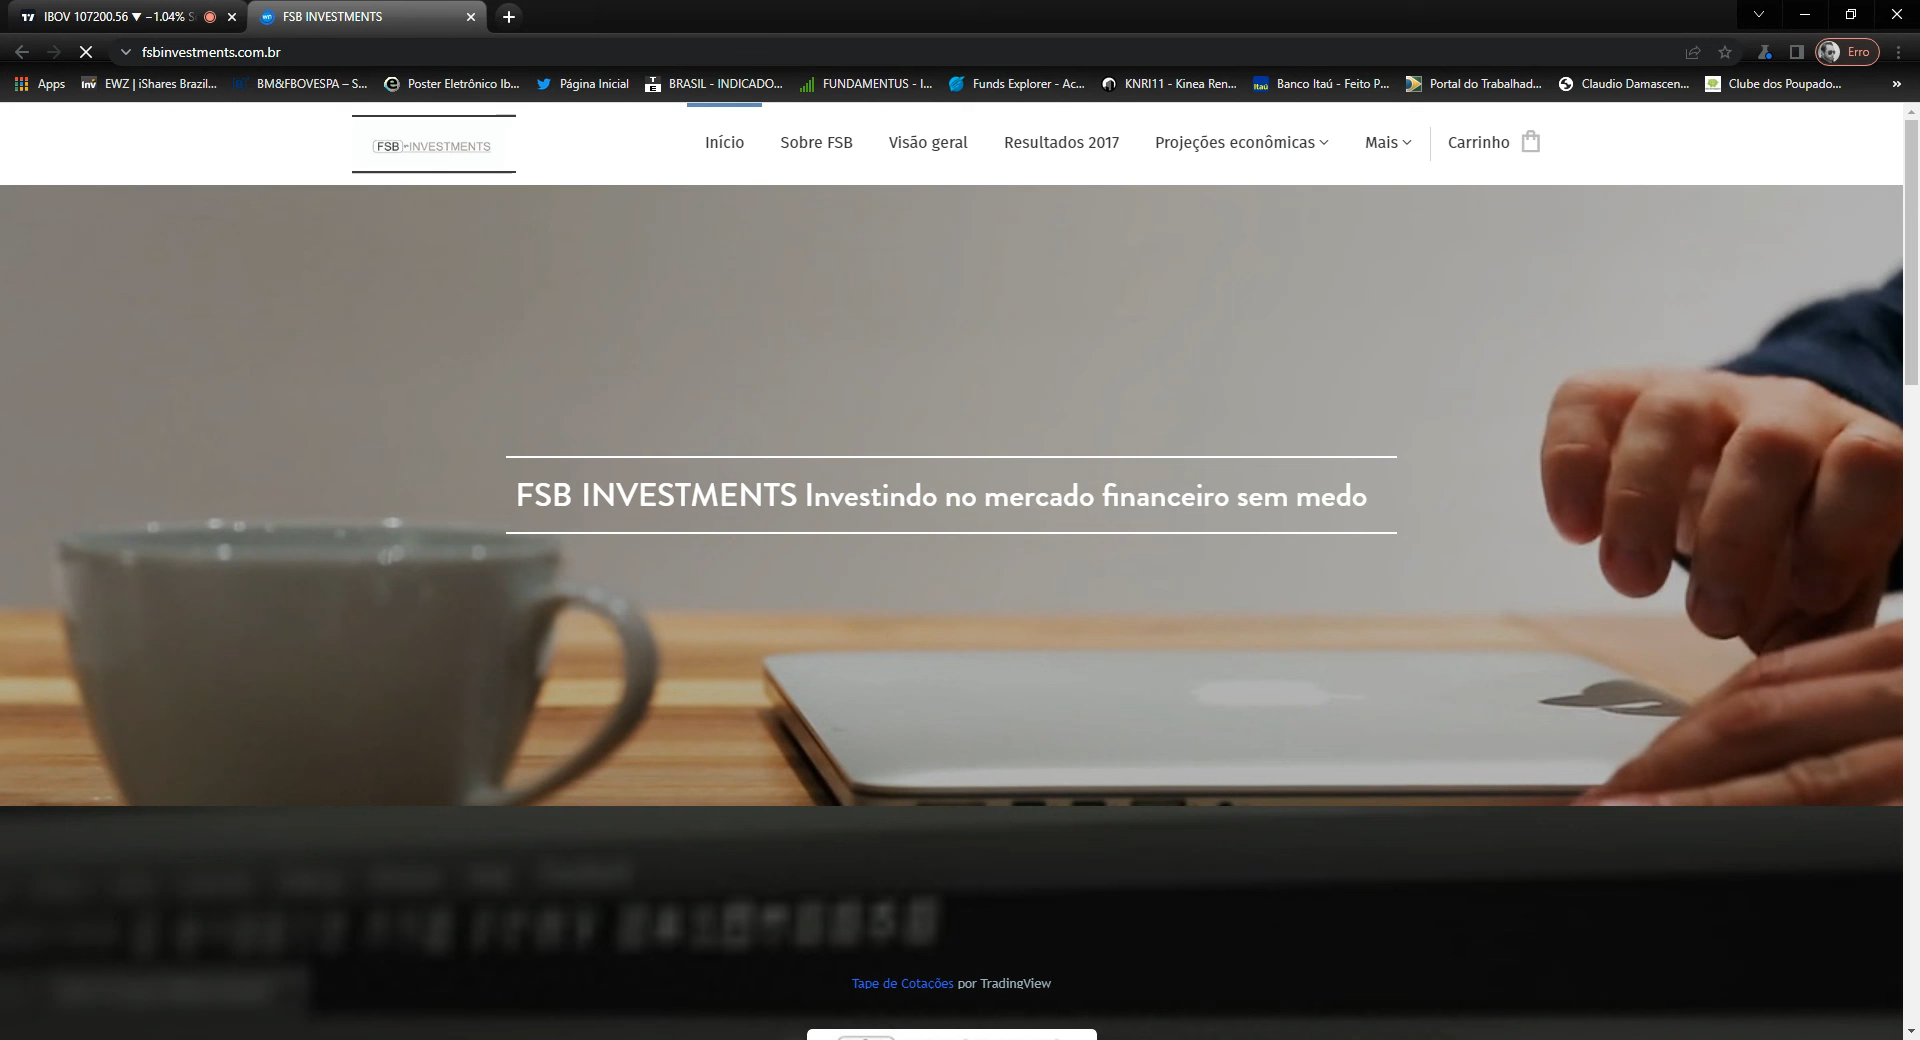 IBOV 107200.56 ▼ −1.04%
FSB INVESTMENTS
fsbinvestments.com.br
Erro
Apps
EWZ | iShares Brazil...
BM&FBOVESPA – S...
Poster Eletrônico Ib...
Página Inicial
BRASIL - INDICADO...
FUNDAMENTUS - I...
Funds Explorer - Ac...
KNRI11 - Kinea Ren...
Banco Itaú - Feito P...
Portal do Trabalhad...
Claudio Damascen...
Clube dos Poupado...
FSB INVESTMENTS
Início
Sobre FSB
Visão geral
Resultados 2017
Projeções econômicas
Mais
Carrinho
FSB INVESTMENTS Investindo no mercado financeiro sem medo
Tape de Cotações por TradingView